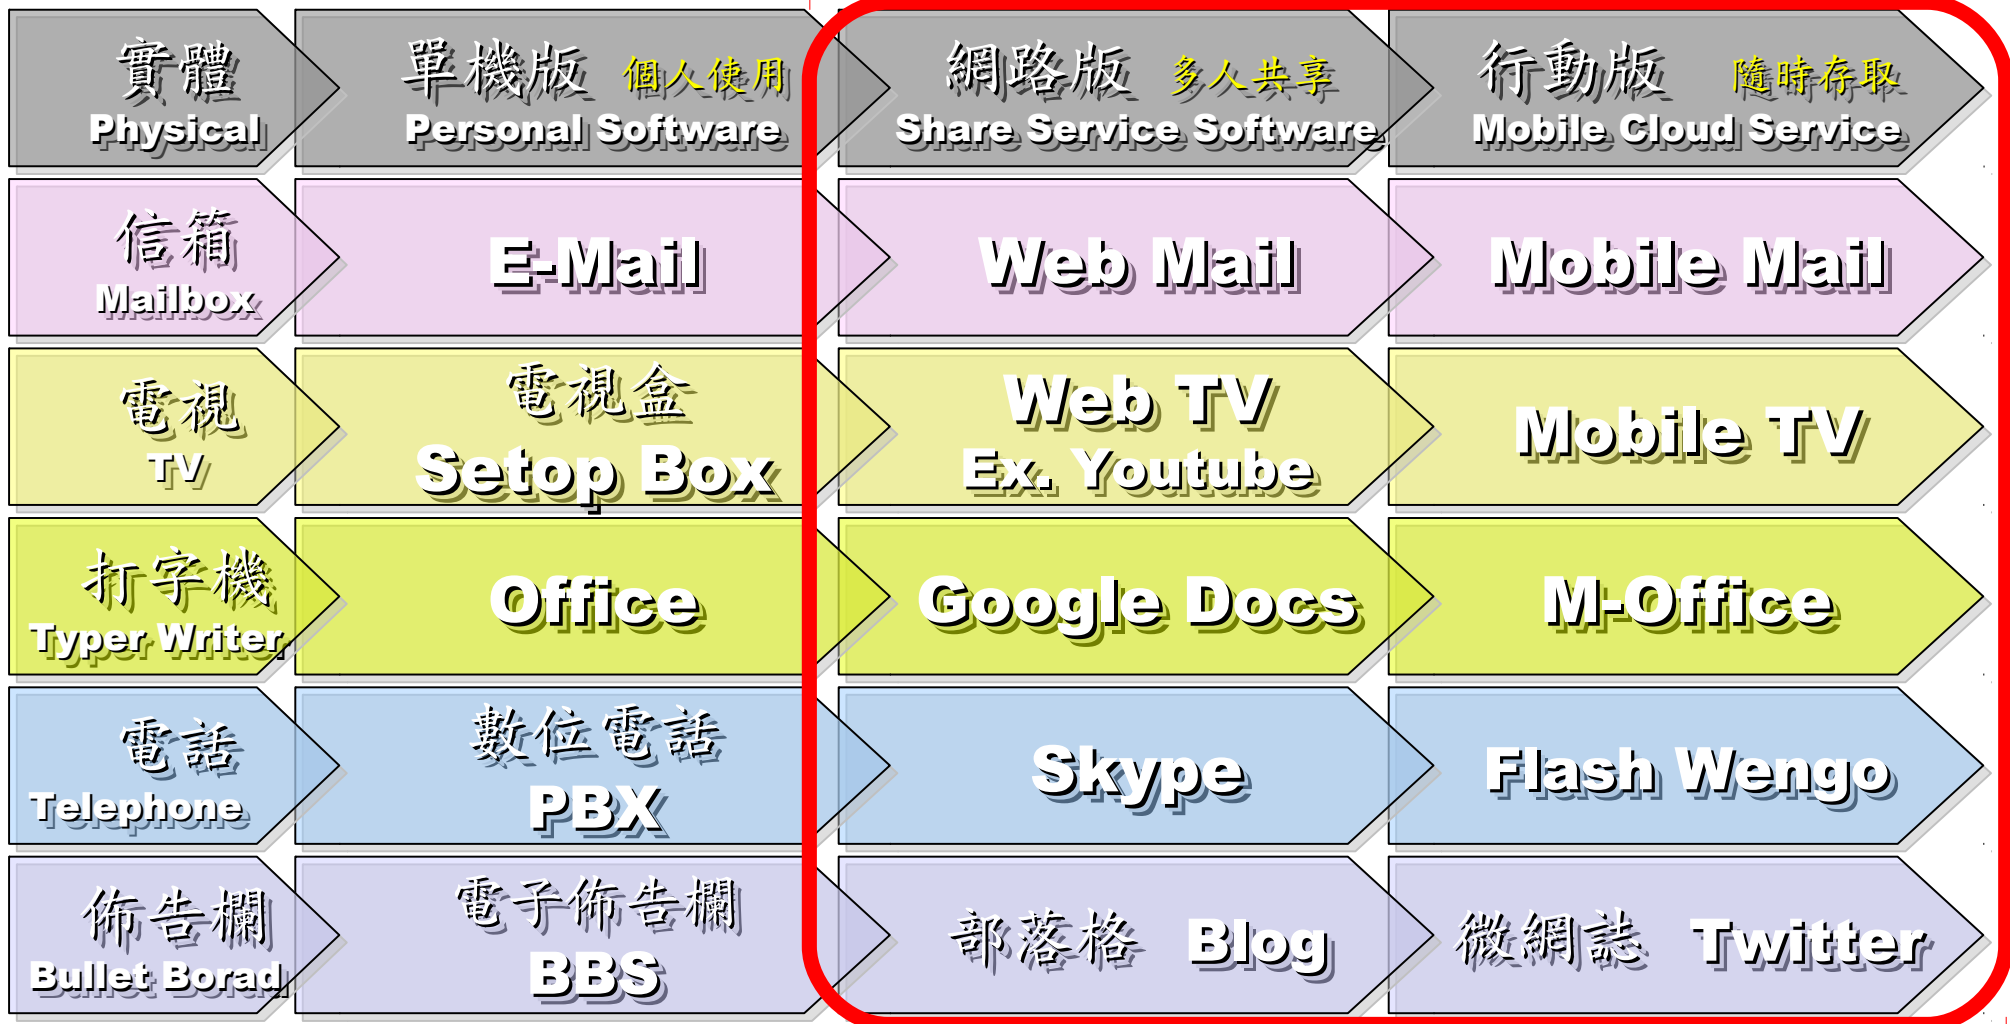 實體
Physical
單機版 個人使用
Personal Software
網路版 多人共享
Share Service Software
行動版 隨時存取
Mobile Cloud Service
信箱
Mailbox
E-Mail
Web Mail
Mobile Mail
電視
TV
電視盒
Setop Box
Web TV
Ex. Youtube
Mobile TV
打字機
Typer Writer
Office
Google Docs
M-Office
電話
Telephone
數位電話
PBX
Skype
Flash Wengo
佈告欄
Bullet Borad
電子佈告欄
BBS
部落格 Blog
微網誌 Twitter